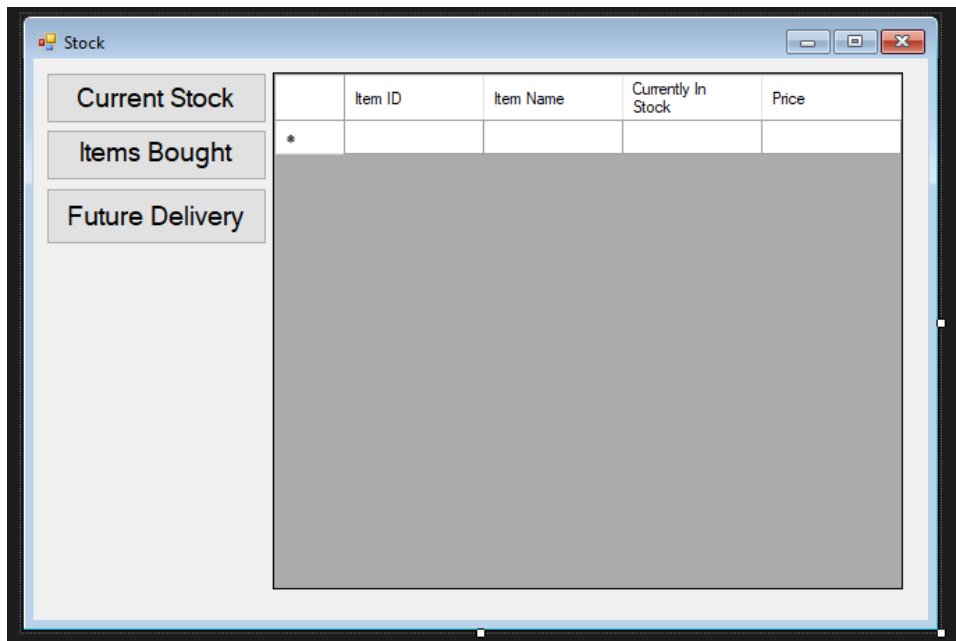 Stock
Current Stock
Items Bought
Future Delivery
Item ID
Item Name
Currently In
Stock
Price